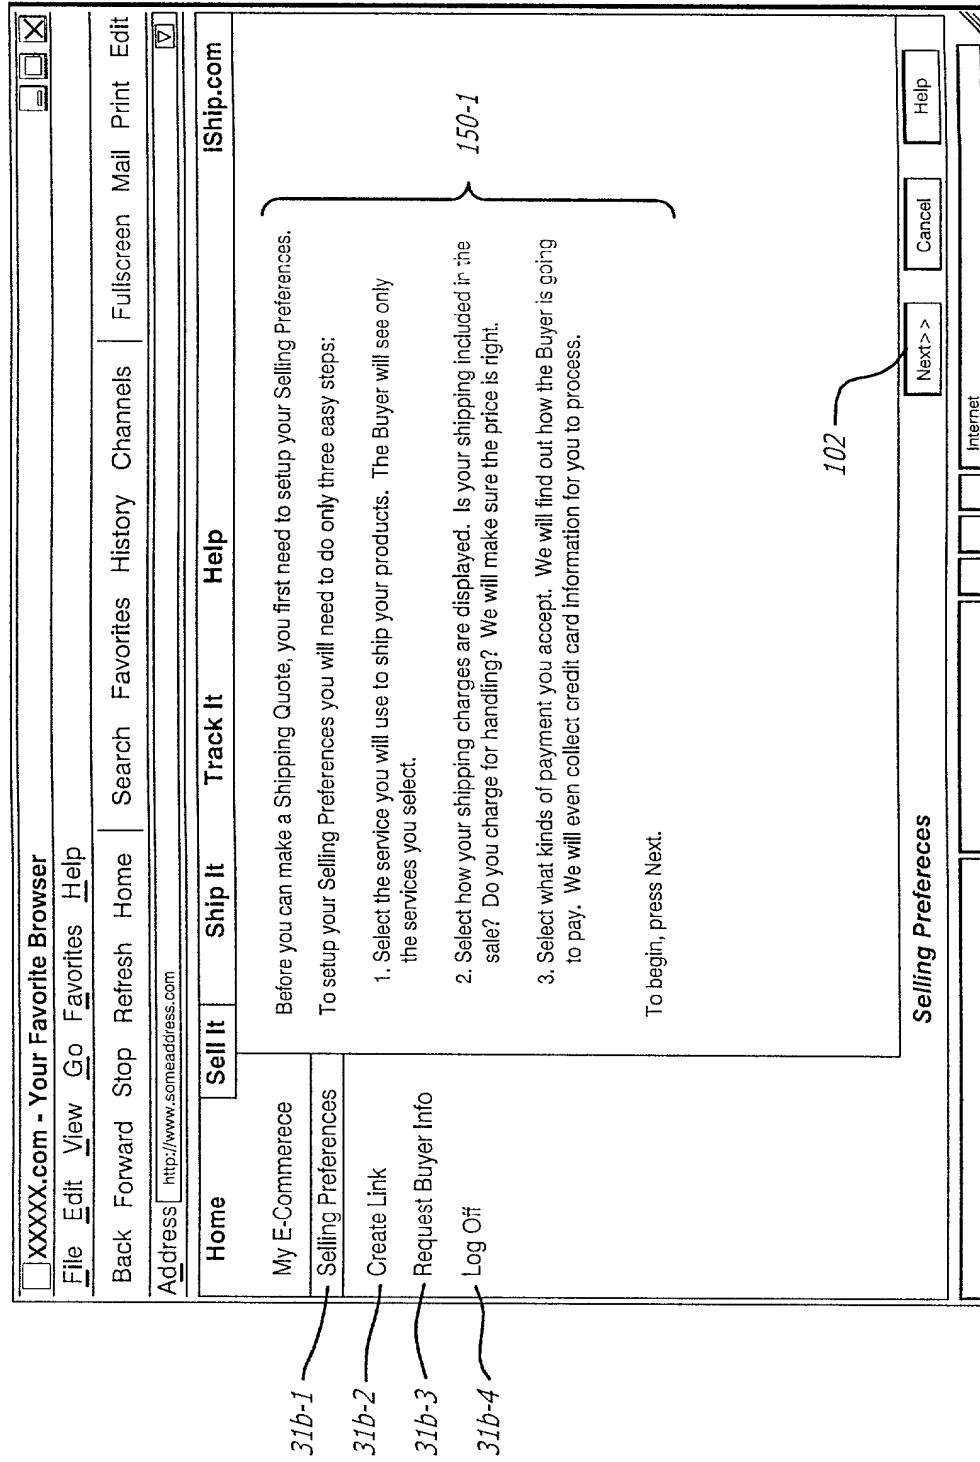 XXXXX.com - Your Favorite Browser
File Edit View Go Favorites Help
Back Forward Stop Refresh Home Search Favorites History Channels Fullscreen Mail Print Edit
Address http://www.someaddress.com
Home Sell It Ship It Track It Help iShip.com
My E-Commerece
Selling Preferences
Create Link
Request Buyer Info
Log Off
31b-1
31b-2
31b-3
31b-4
Before you can make a Shipping Quote, you first need to setup your Selling Preferences.
To setup your Selling Preferences you will need to do only three easy steps:
1. Select the service you will use to ship your products. The Buyer will see only
the services you select.
2. Select how your shipping charges are displayed. Is your shipping included in the
sale? Do you charge for handling? We will make sure the price is right.
3. Select what kinds of payment you accept. We will find out how the Buyer is going
to pay. We will even collect credit card information for you to process.
To begin, press Next.
150-1
102
Next>> Cancel Help
Selling Prefereces
Internet